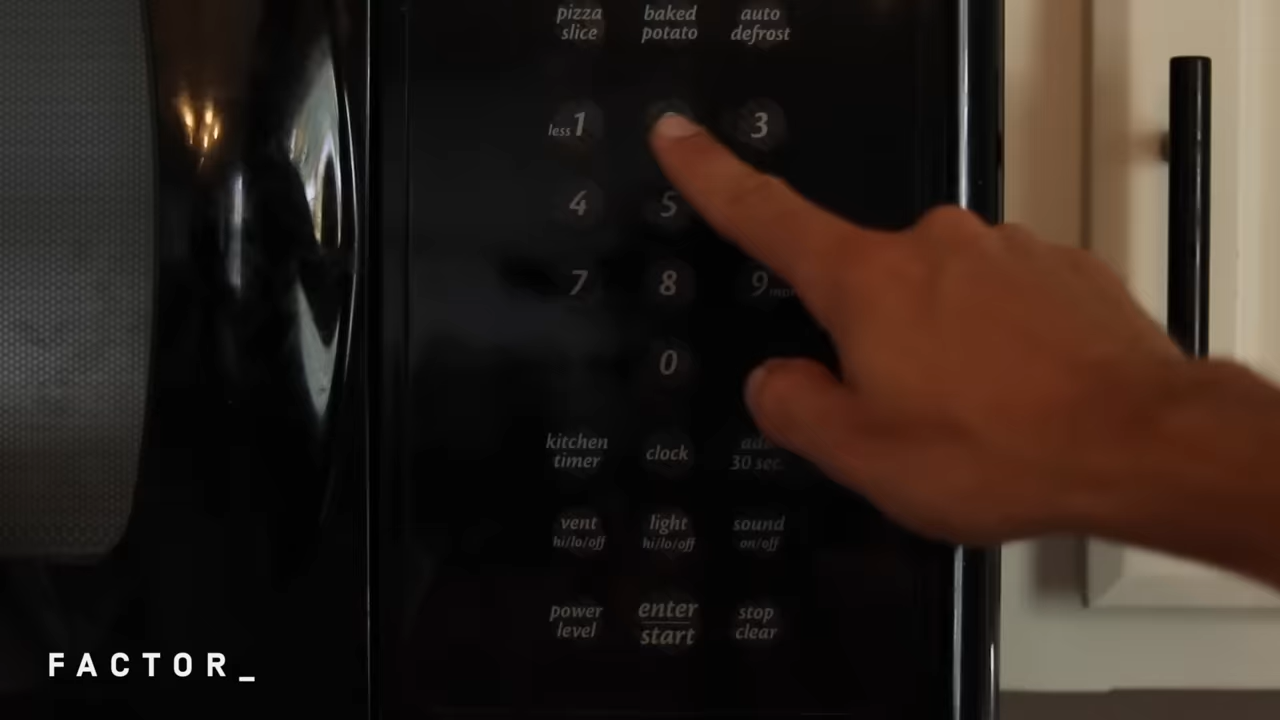 pizza slice
baked potato
auto defrost
less 1
3
4
5
7
8
9
0
kitchen timer
clock
30 sec.
vent hi/lo/off
light hi/lo/off
sound on/off
power level
enter start
stop clear
FACTOR_